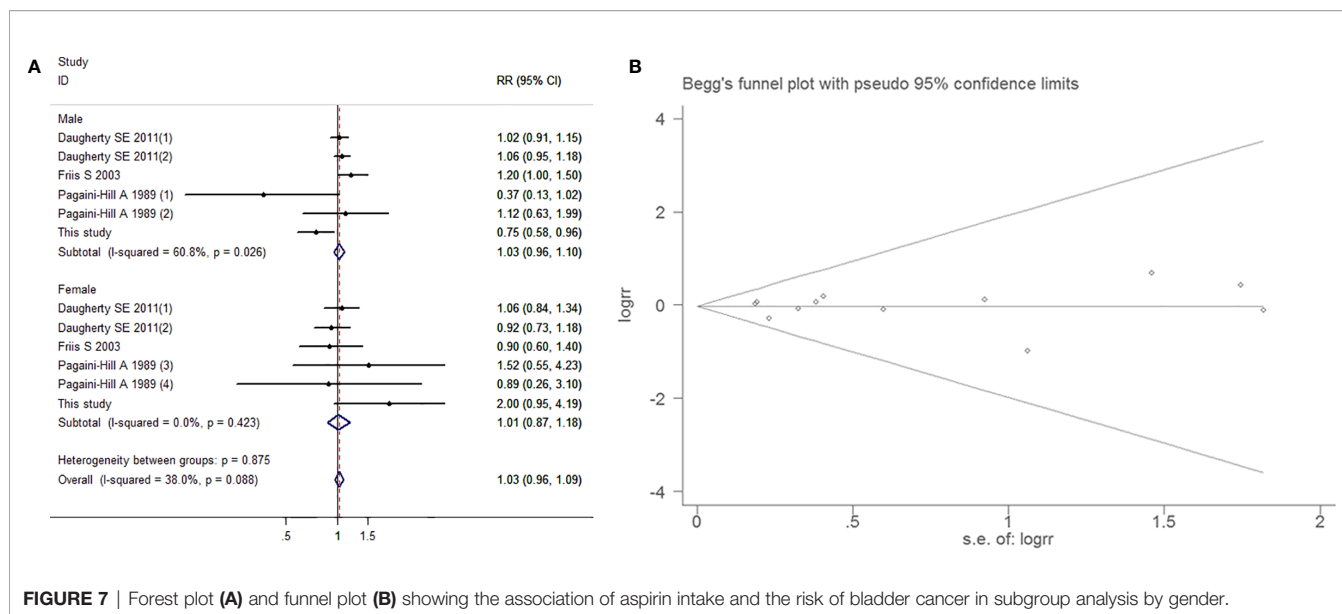 A
Study
ID RR (95% CI)
Male
Daugherty SE 2011(1) 1.02 (0.91, 1.15)
Daugherty SE 2011(2) 1.06 (0.95, 1.18)
Friis S 2003 1.20 (1.00, 1.50)
Pagaini-Hill A 1989 (1) 0.37 (0.13, 1.02)
Pagaini-Hill A 1989 (2) 1.12 (0.63, 1.99)
This study 0.75 (0.58, 0.96)
Subtotal (I-squared = 60.8%, p = 0.026) 1.03 (0.96, 1.10)
Female
Daugherty SE 2011(1) 1.06 (0.84, 1.34)
Daugherty SE 2011(2) 0.92 (0.73, 1.18)
Friis S 2003 0.90 (0.60, 1.40)
Pagaini-Hill A 1989 (3) 1.52 (0.55, 4.23)
Pagaini-Hill A 1989 (4) 0.89 (0.26, 3.10)
This study 2.00 (0.95, 4.19)
Subtotal (I-squared = 0.0%, p = 0.423) 1.01 (0.87, 1.18)
Heterogeneity between groups: p = 0.875
Overall (I-squared = 38.0%, p = 0.088) 1.03 (0.96, 1.09)
.5 1 1.5
B
Begg's funnel plot with pseudo 95% confidence limits
4
2
0
-2
-4
logrr
0 .5 1 1.5 2
s.e. of: logrr
FIGURE 7 | Forest plot (A) and funnel plot (B) showing the association of aspirin intake and the risk of bladder cancer in subgroup analysis by gender.